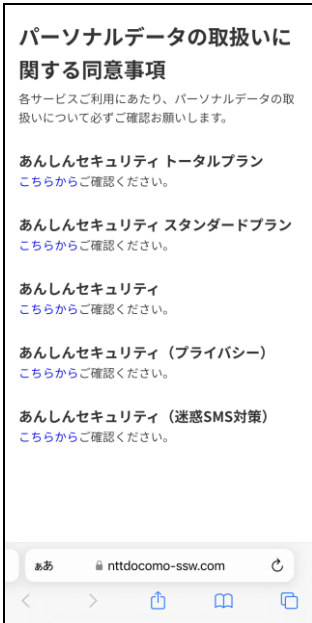 パーソナルデータの取扱いに
関する同意事項
各サービスご利用にあたり、パーソナルデータの取
扱いについて必ずご確認お願いします。
あんしんセキュリティ トータルプラン
こちらからご確認ください。
あんしんセキュリティ スタンダードプラン
こちらからご確認ください。
あんしんセキュリティ
こちらからご確認ください。
あんしんセキュリティ（プライバシー）
こちらからご確認ください。
あんしんセキュリティ（迷惑SMS対策）
こちらからご確認ください。
ぁあ nttdocomo-ssw.com